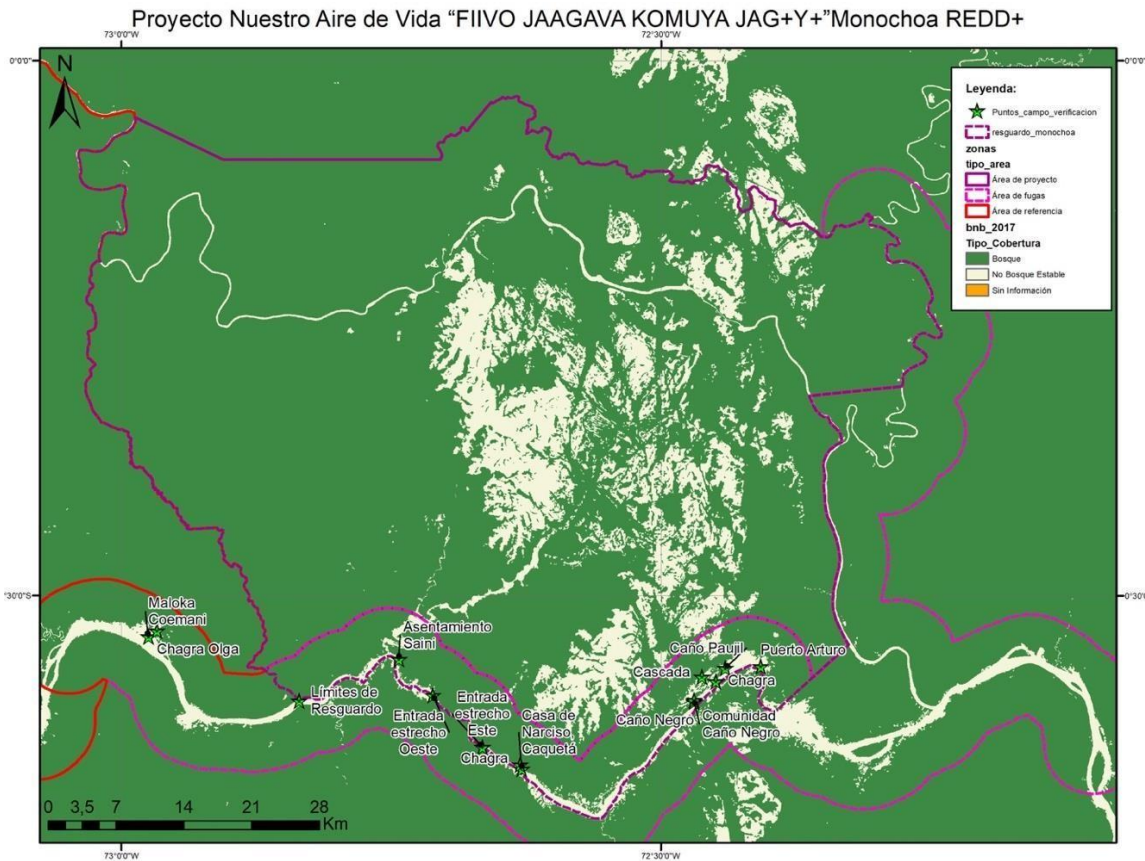 Proyecto Nuestro Aire de Vida “FIIVO JAAGAVA KOMUYA JAG+Y+”Monochoa REDD+
73°0'0"W
72°30'0"W
0°0'0"
0°0'0"
N
Leyenda:
Puntos_campo_verificacion
resguardo_monochoa
zonas
tipo_area
Área de proyecto
Área de fugas
Área de referencia
bnb_2017
Tipo_Cobertura
Bosque
No Bosque Estable
Sin Información
30'0"S
0°30'0"S
Maloka
Coemani
Chagra Olga
Asentamiento
Saini
Límites de
Resguardo
Entrada
estrecho
Oeste
Entrada
estrecho
Este
Chagra
Casa de
Narciso
Caquetá
Caño Paujil
Puerto Arturo
Cascada
Chagra
Caño Negro
Comunidad
Caño Negro
0 3,5 7 14 21 28
Km
73°0'0"W
72°30'0"W